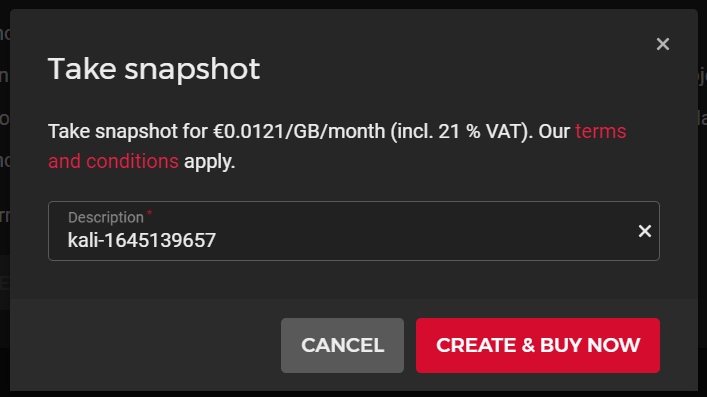 Take snapshot
Take snapshot for €0.0121/GB/month (incl. 21 % VAT). Our terms
and conditions apply.
Description *
kali-1645139657
CANCEL
CREATE & BUY NOW